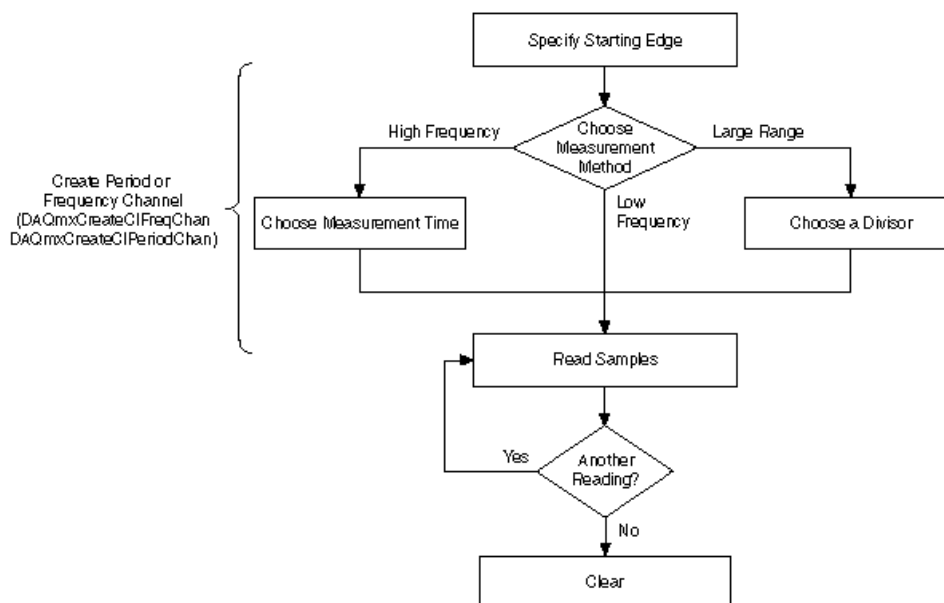 Specify Starting Edge
High Frequency
Choose
Measurement
Method
Large Range
Create Period or
Frequency Channel
(DAQmxCreateCIFreqChan
DAQmxCreateCIPeriodChan)
Choose Measurement Time
Low
Frequency
Choose a Divisor
Read Samples
Yes
Another
Reading?
No
Clear